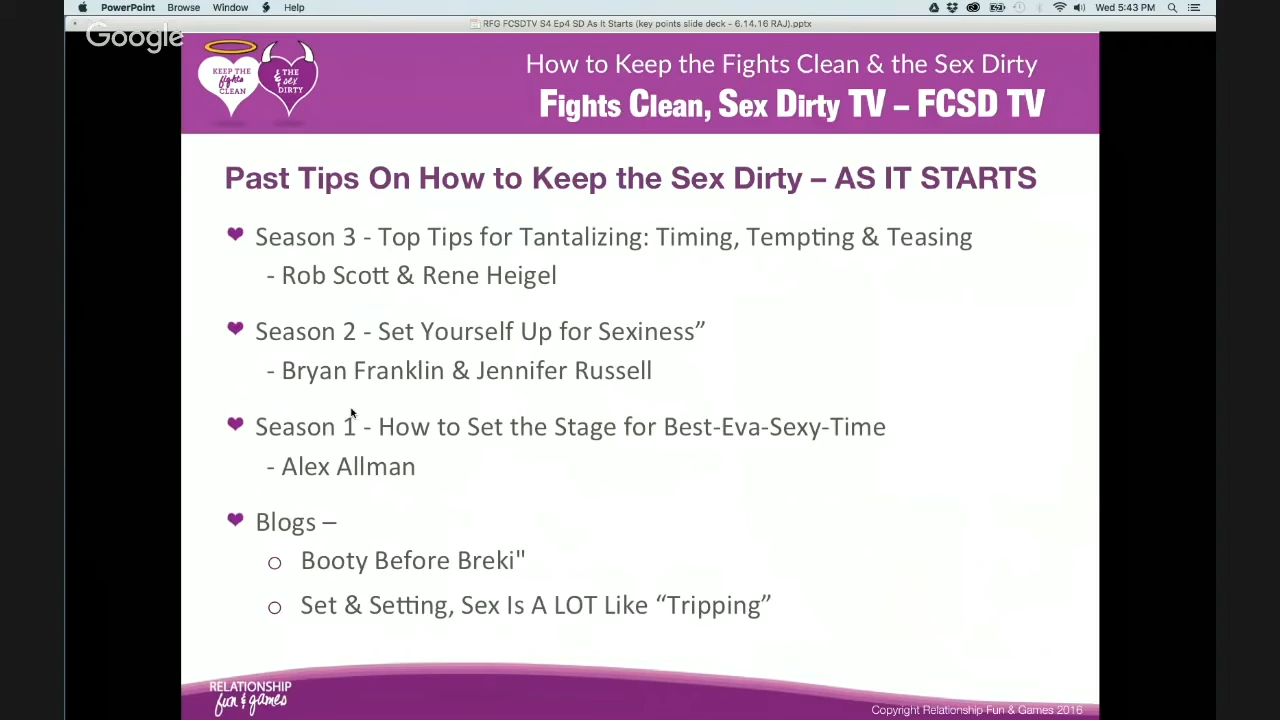 PowerPoint Browse Window Help Wed 5:43 PM
RFG FCSDTV S4 Ep4 SD As It Starts (key points slide deck - 6.14.16 RAJ).pptx
Google
KEEP THE
fights
CLEAN
& THE
sex
DIRTY
How to Keep the Fights Clean & the Sex Dirty
Fights Clean, Sex Dirty TV – FCSD TV
Past Tips On How to Keep the Sex Dirty – AS IT STARTS
Season 3 - Top Tips for Tantalizing: Timing, Tempting & Teasing
- Rob Scott & Rene Heigel
Season 2 - Set Yourself Up for Sexiness”
- Bryan Franklin & Jennifer Russell
Season 1 - How to Set the Stage for Best-Eva-Sexy-Time
- Alex Allman
Blogs –
o Booty Before Breki"
o Set & Setting, Sex Is A LOT Like “Tripping”
RELATIONSHIP
fun & games
Copyright Relationship Fun & Games 2016